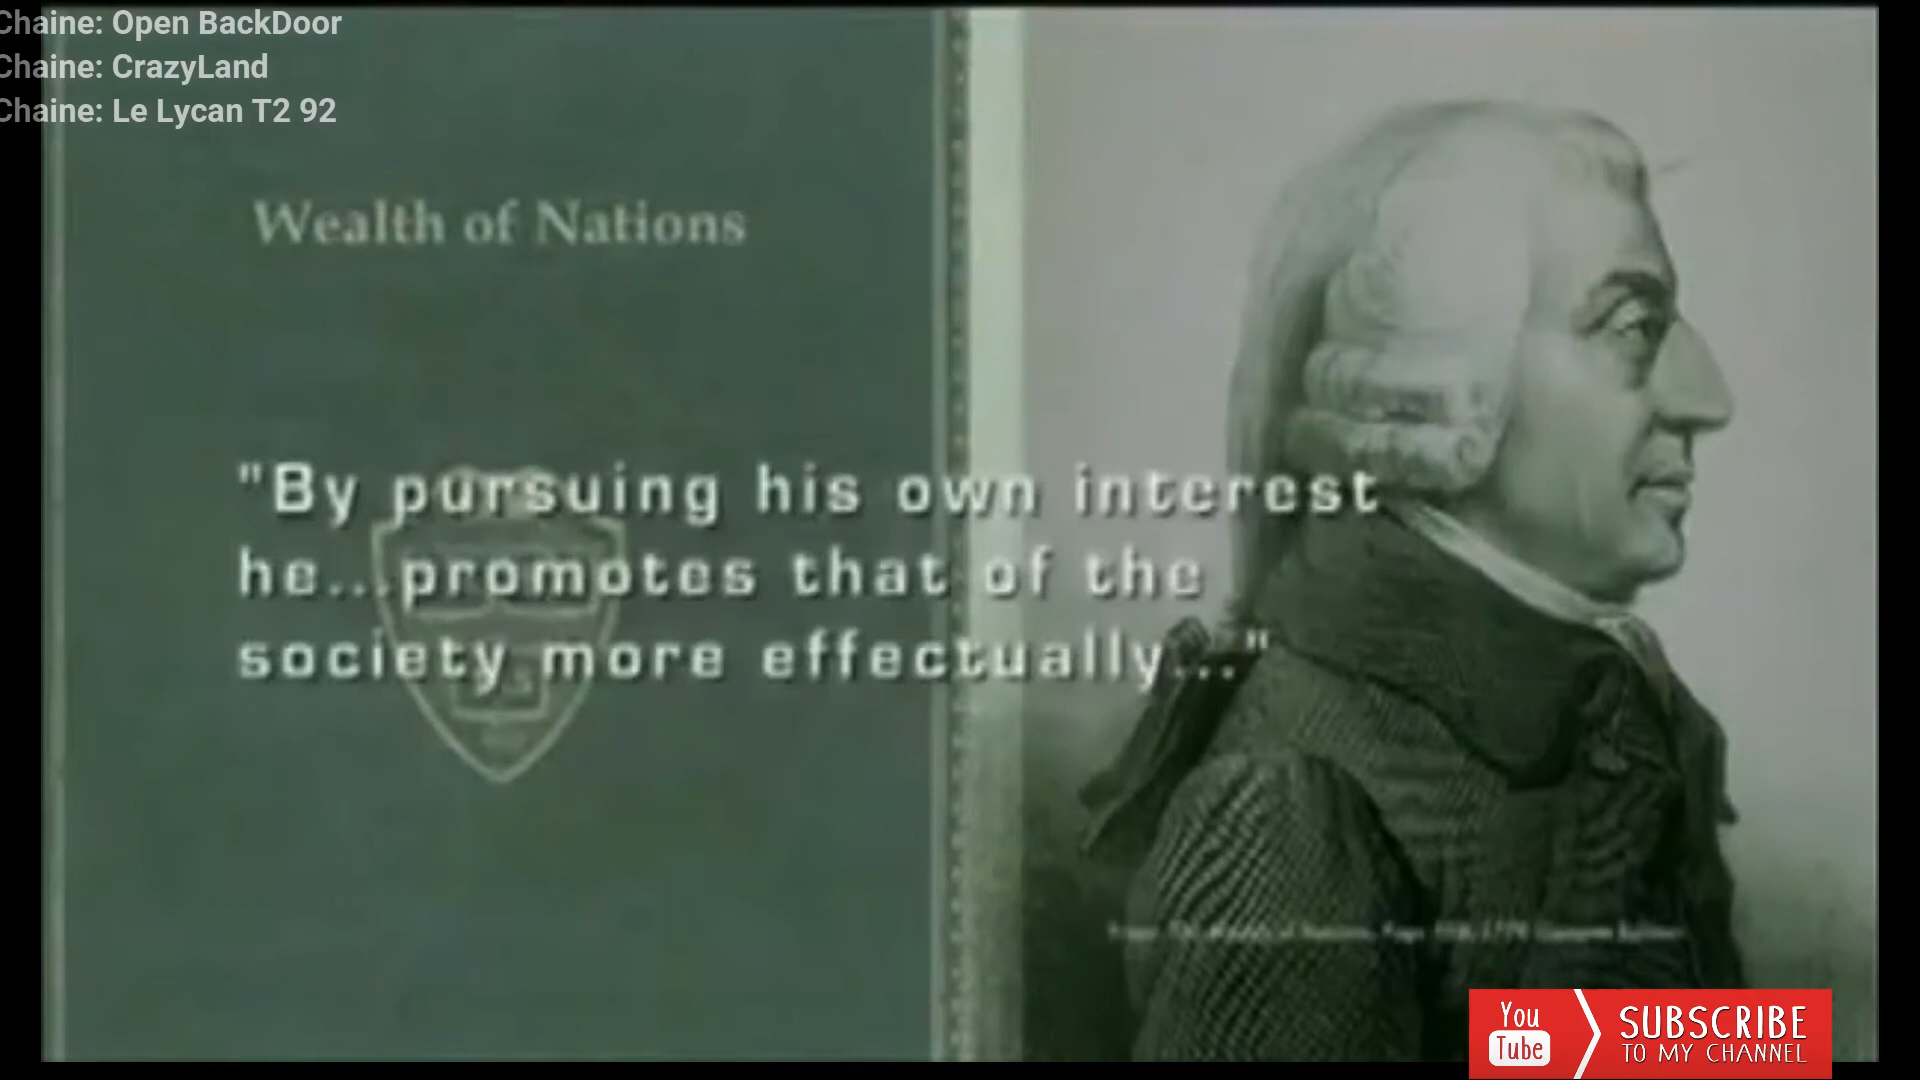 Chaine: Open BackDoor
Chaine: CrazyLand
Chaine: Le Lycan T2 92
Wealth of Nations
"By pursuing his own interest
he...promotes that of the
society more effectually..."
You
Tube
SUBSCRIBE
TO MY CHANNEL